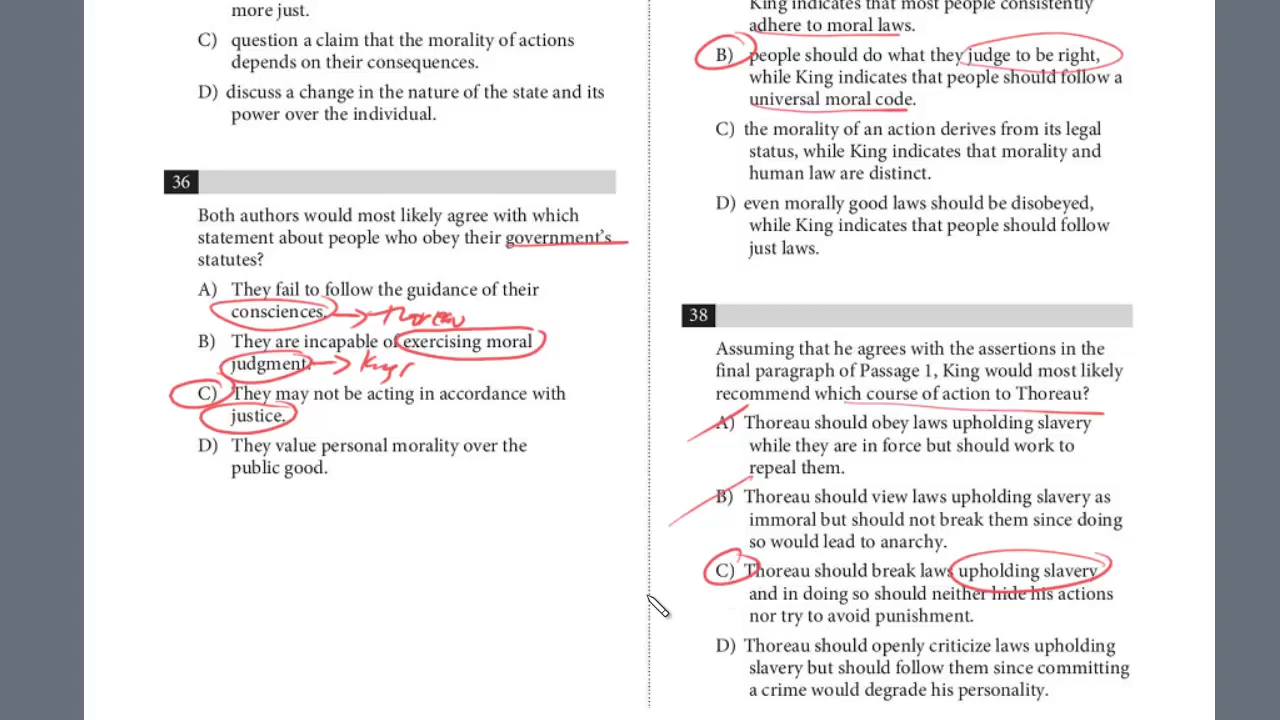 more just.
C) question a claim that the morality of actions
depends on their consequences.
D) discuss a change in the nature of the state and its
power over the individual.
36
Both authors would most likely agree with which
statement about people who obey their government's
statutes?
A) They fail to follow the guidance of their
consciences. Thoreau
B) They are incapable of exercising moral
judgment. King
C) They may not be acting in accordance with
justice.
D) They value personal morality over the
public good.
King indicates that most people consistently
adhere to moral laws.
B) people should do what they judge to be right,
while King indicates that people should follow a
universal moral code.
C) the morality of an action derives from its legal
status, while King indicates that morality and
human law are distinct.
D) even morally good laws should be disobeyed,
while King indicates that people should follow
just laws.
38
Assuming that he agrees with the assertions in the
final paragraph of Passage 1, King would most likely
recommend which course of action to Thoreau?
A) Thoreau should obey laws upholding slavery
while they are in force but should work to
repeal them.
B) Thoreau should view laws upholding slavery as
immoral but should not break them since doing
so would lead to anarchy.
C) Thoreau should break laws upholding slavery
and in doing so should neither hide his actions
nor try to avoid punishment.
D) Thoreau should openly criticize laws upholding
slavery but should follow them since committing
a crime would degrade his personality.